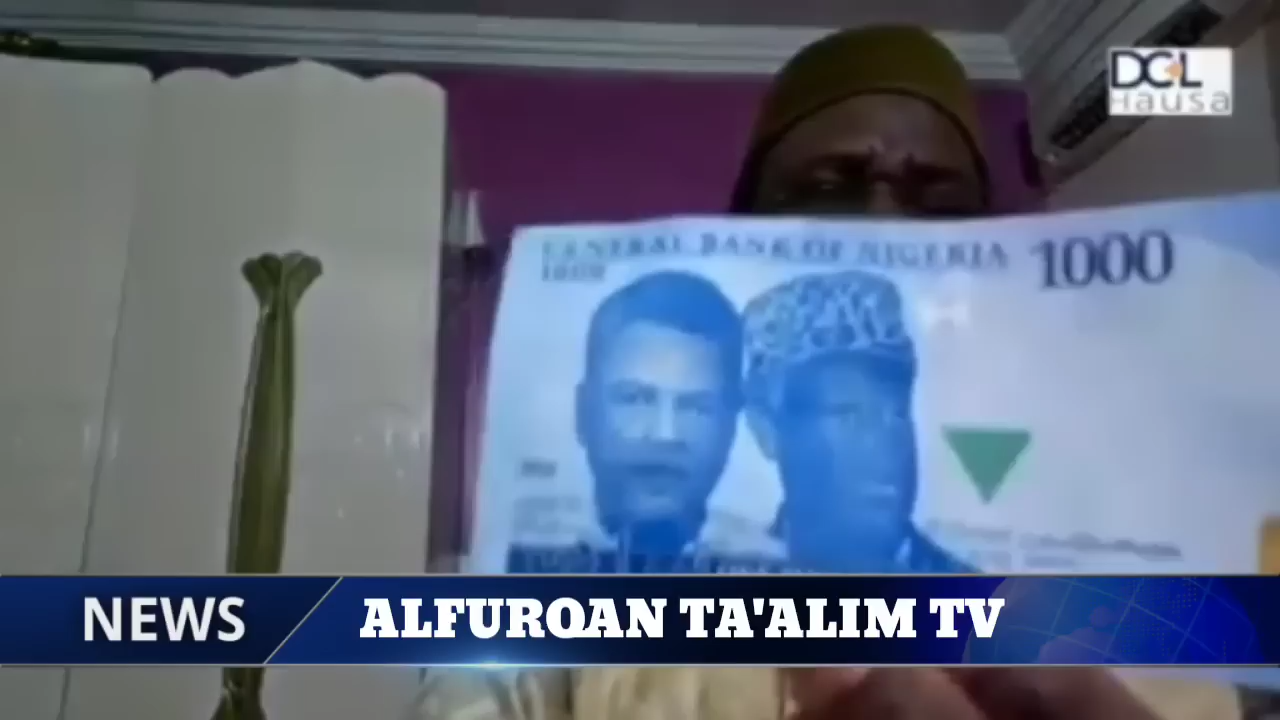 DCL
Hausa
CENTRAL BANK OF NIGERIA
1000
NEWS
ALFURQAN TA'ALIM TV